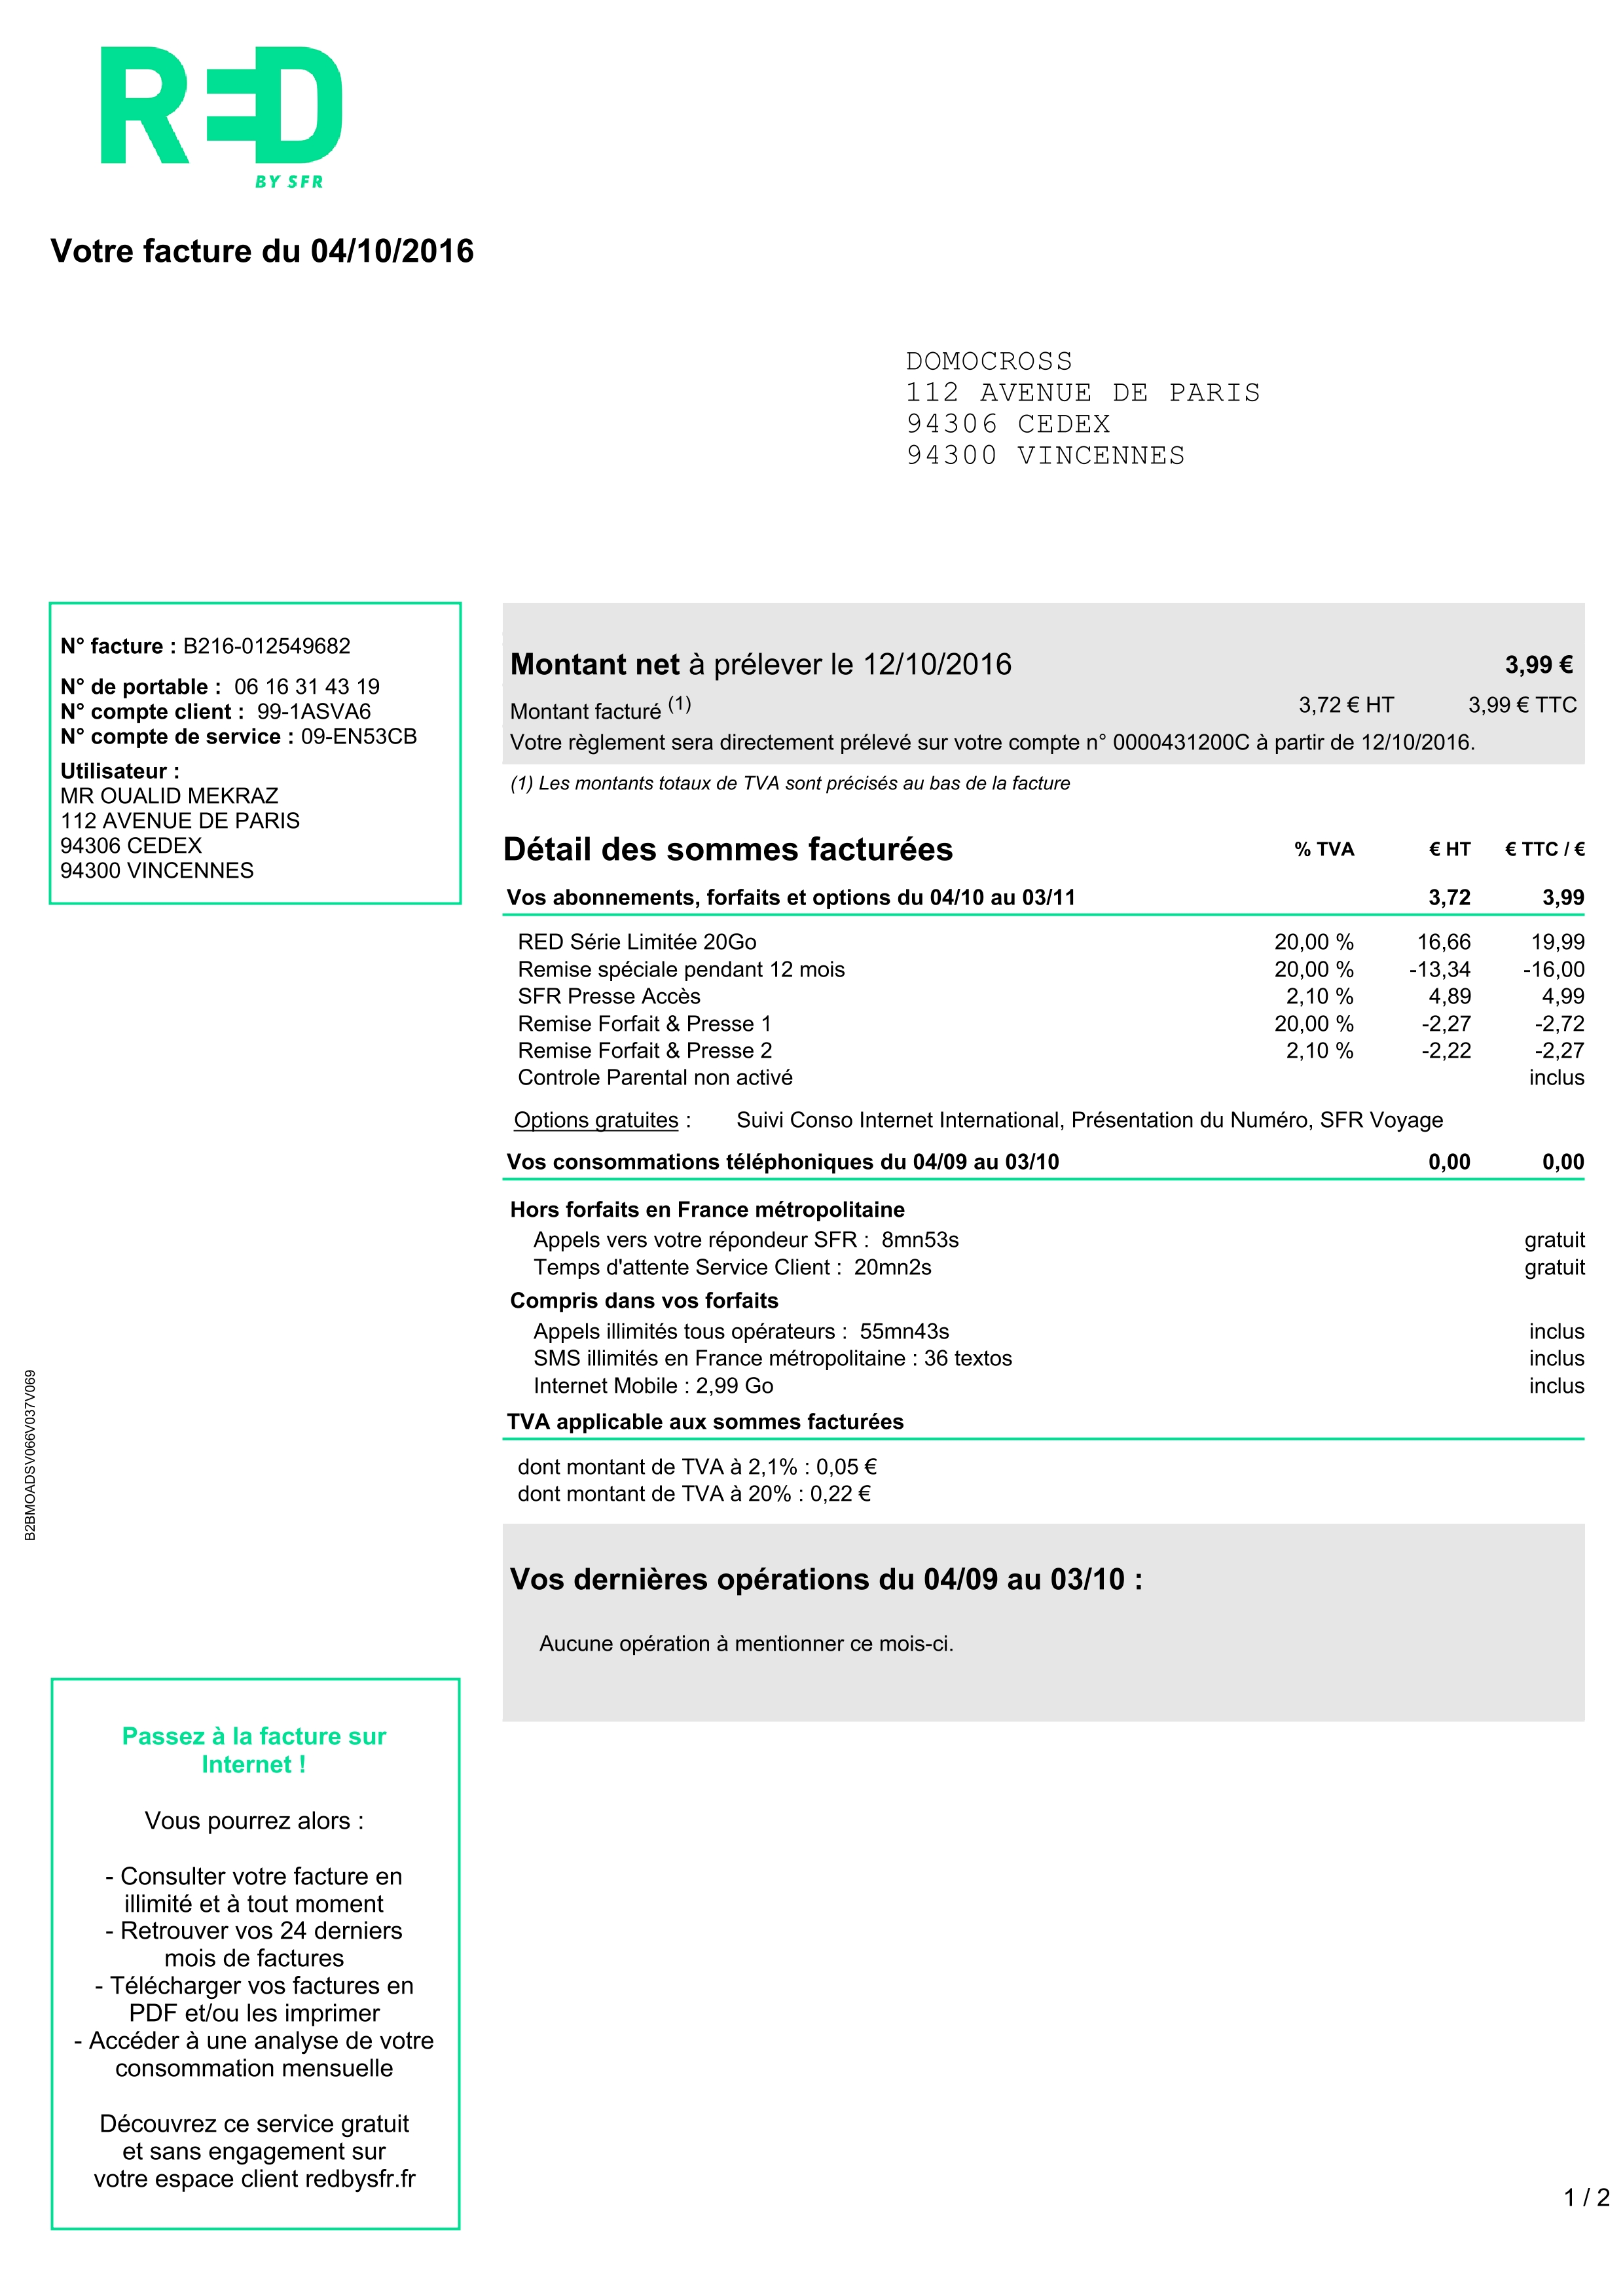 RED
BY SFR
Votre facture du 04/10/2016
DOMOCROSS
112 AVENUE DE PARIS
94306 CEDEX
94300 VINCENNES
N° facture : B216-012549682
N° de portable : 06 16 31 43 19
N° compte client : 99-1ASVA6
N° compte de service : 09-EN53CB
Utilisateur :
MR OUALID MEKRAZ
112 AVENUE DE PARIS
94306 CEDEX
94300 VINCENNES
Montant net à prélever le 12/10/2016 3,99 €
Montant facturé (1) 3,72 € HT 3,99 € TTC
Votre règlement sera directement prélevé sur votre compte n° 0000431200C à partir de 12/10/2016.
(1) Les montants totaux de TVA sont précisés au bas de la facture
Détail des sommes facturées % TVA € HT € TTC / €
Vos abonnements, forfaits et options du 04/10 au 03/11 3,72 3,99
RED Série Limitée 20Go 20,00 % 16,66 19,99
Remise spéciale pendant 12 mois 20,00 % -13,34 -16,00
SFR Presse Accès 2,10 % 4,89 4,99
Remise Forfait & Presse 1 20,00 % -2,27 -2,72
Remise Forfait & Presse 2 2,10 % -2,22 -2,27
Controle Parental non activé inclus
Options gratuites : Suivi Conso Internet International, Présentation du Numéro, SFR Voyage
Vos consommations téléphoniques du 04/09 au 03/10 0,00 0,00
Hors forfaits en France métropolitaine
Appels vers votre répondeur SFR : 8mn53s gratuit
Temps d'attente Service Client : 20mn2s gratuit
Compris dans vos forfaits
Appels illimités tous opérateurs : 55mn43s inclus
SMS illimités en France métropolitaine : 36 textos inclus
Internet Mobile : 2,99 Go inclus
TVA applicable aux sommes facturées
dont montant de TVA à 2,1% : 0,05 €
dont montant de TVA à 20% : 0,22 €
Vos dernières opérations du 04/09 au 03/10 :
Aucune opération à mentionner ce mois-ci.
B2BMOADSV066V037V069
Passez à la facture sur
Internet !
Vous pourrez alors :
- Consulter votre facture en
illimité et à tout moment
- Retrouver vos 24 derniers
mois de factures
- Télécharger vos factures en
PDF et/ou les imprimer
- Accéder à une analyse de votre
consommation mensuelle
Découvrez ce service gratuit
et sans engagement sur
votre espace client redbysfr.fr
1 / 2